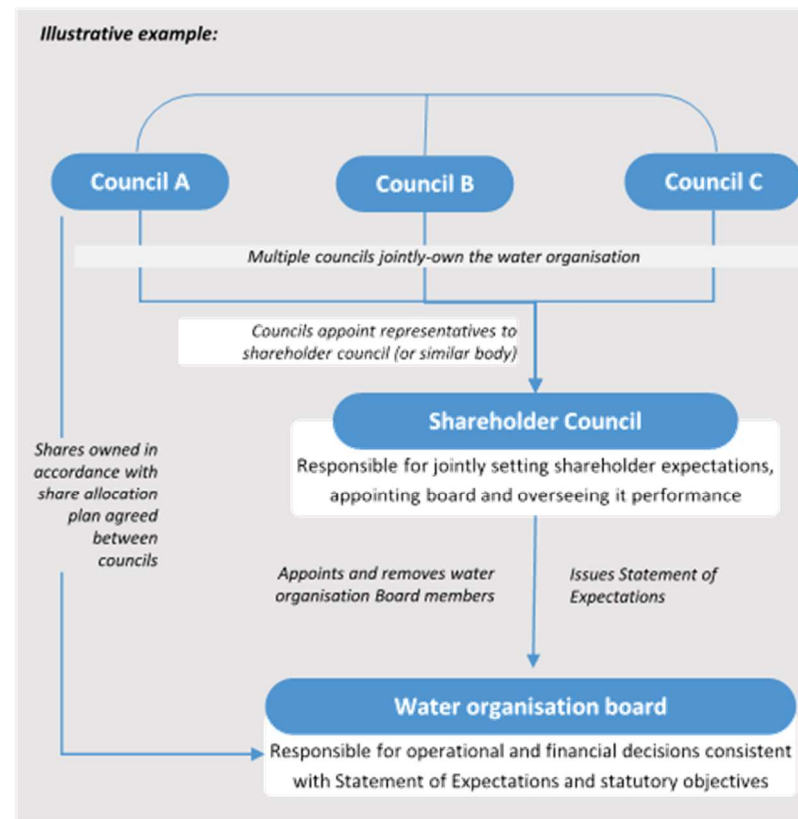 Illustrative example:
Council A
Council B
Council C
Multiple councils jointly-own the water organisation
Councils appoint representatives to
shareholder council (or similar body)
Shareholder Council
Responsible for jointly setting shareholder expectations,
appointing board and overseeing it performance
Shares owned in
accordance with
share allocation
plan agreed
between
councils
Appoints and removes water
organisation Board members
Issues Statement of
Expectations
Water organisation board
Responsible for operational and financial decisions consistent
with Statement of Expectations and statutory objectives